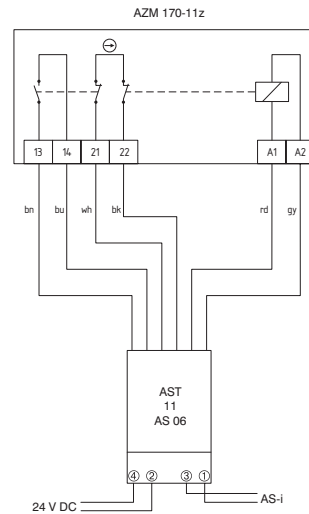 AZM 170-11z
13 14 21 22 A1 A2
bn bu wh bk rd gy
AST
11
AS 06
④ ② ③ ①
24 V DC
AS-i